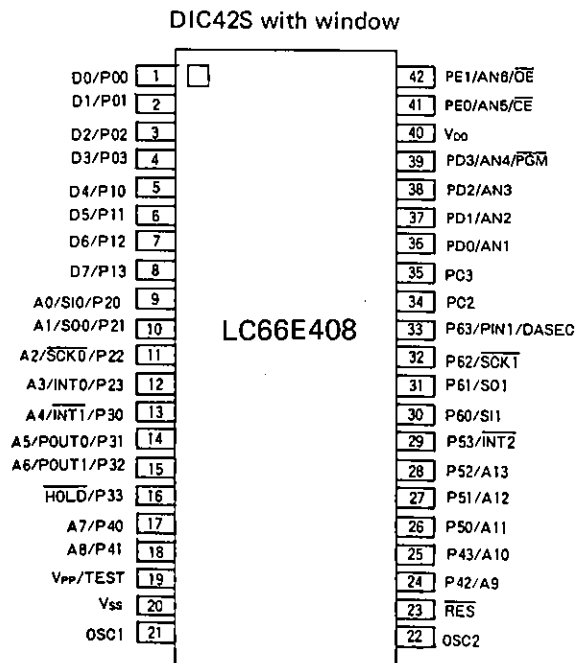 DIC42S with window
D0/P00 1
D1/P01 2
D2/P02 3
D3/P03 4
D4/P10 5
D5/P11 6
D6/P12 7
D7/P13 8
A0/SI0/P20 9
A1/SO0/P21 10
A2/SCK0/P22 11
A3/INT0/P23 12
A4/INT1/P30 13
A5/POUT0/P31 14
A6/POUT1/P32 15
HOLD/P33 16
A7/P40 17
A8/P41 18
VPP/TEST 19
Vss 20
OSC1 21
LC66E408
42 PE1/AN6/OE
41 PE0/AN5/CE
40 VDD
39 PD3/AN4/PGM
38 PD2/AN3
37 PD1/AN2
36 PD0/AN1
35 PC3
34 PC2
33 P63/PIN1/DASEC
32 P62/SCK1
31 P61/SO1
30 P60/SI1
29 P53/INT2
28 P52/A13
27 P51/A12
26 P50/A11
25 P43/A10
24 P42/A9
23 RES
22 OSC2